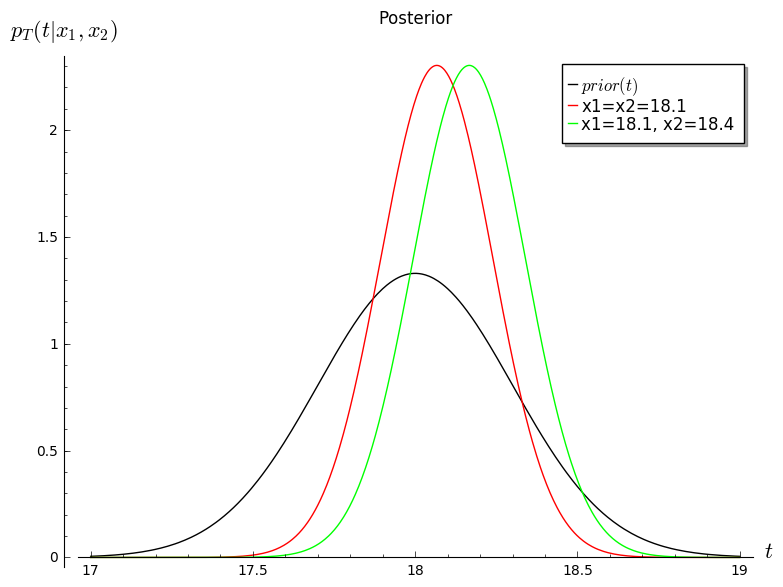 Posterior
p_T(t|x_1, x_2)
prior(t)
x1=x2=18.1
x1=18.1, x2=18.4
2
1.5
1
0.5
0
17 17.5 18 18.5 19
t